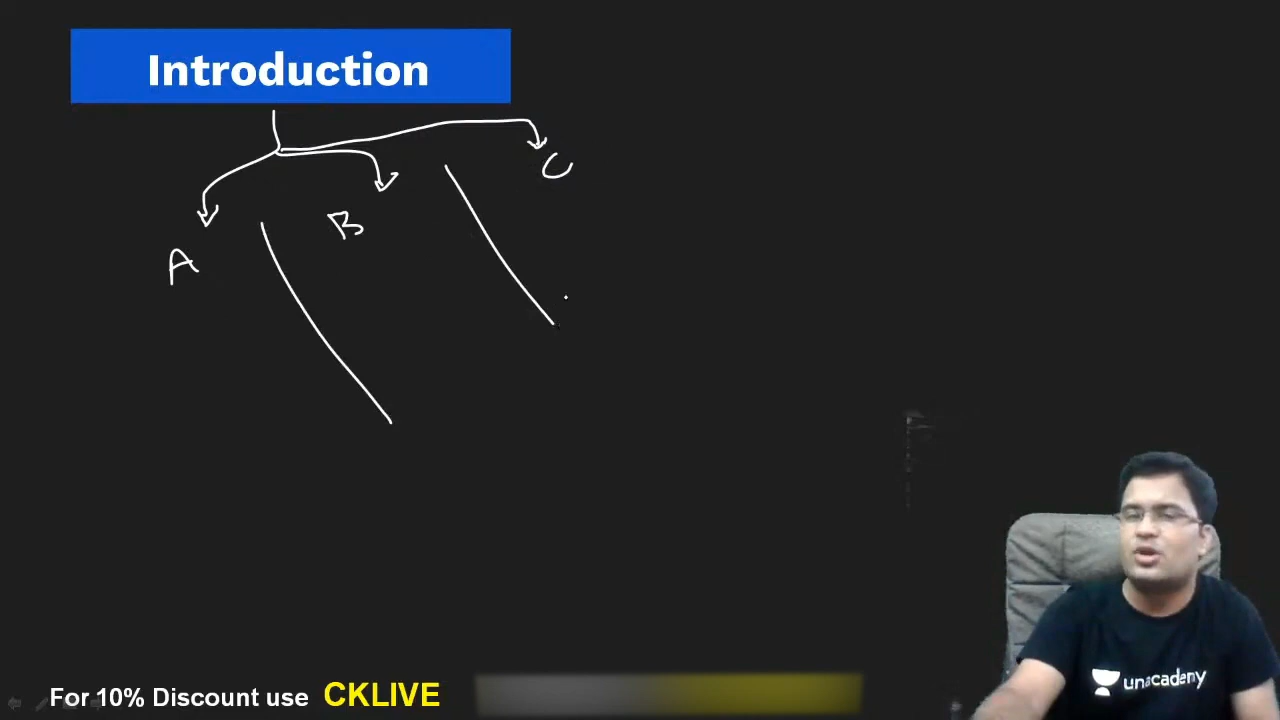 Introduction
A
B
C
unacademy
For 10% Discount use CKLIVE